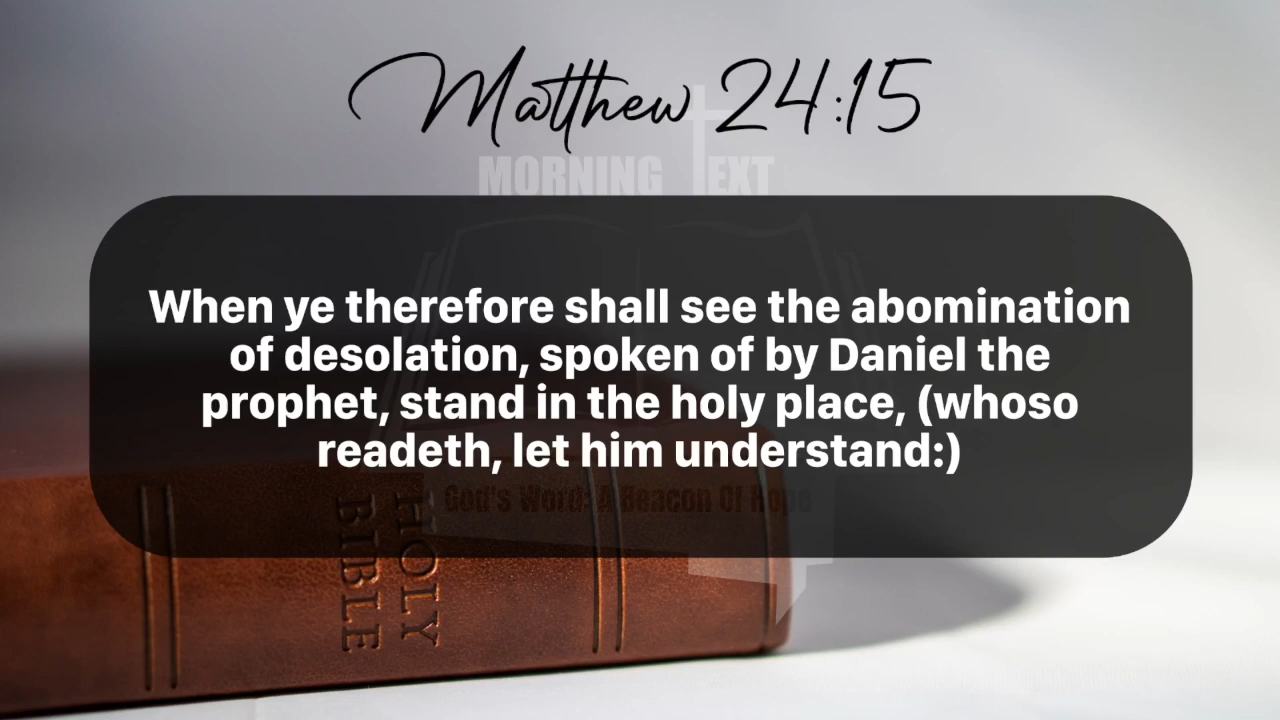 Matthew 24:15
MORNING TEXT
When ye therefore shall see the abomination
of desolation, spoken of by Daniel the
prophet, stand in the holy place, (whoso
readeth, let him understand:)
God's Word: A Beacon Of Hope
HOLY
BIBLE